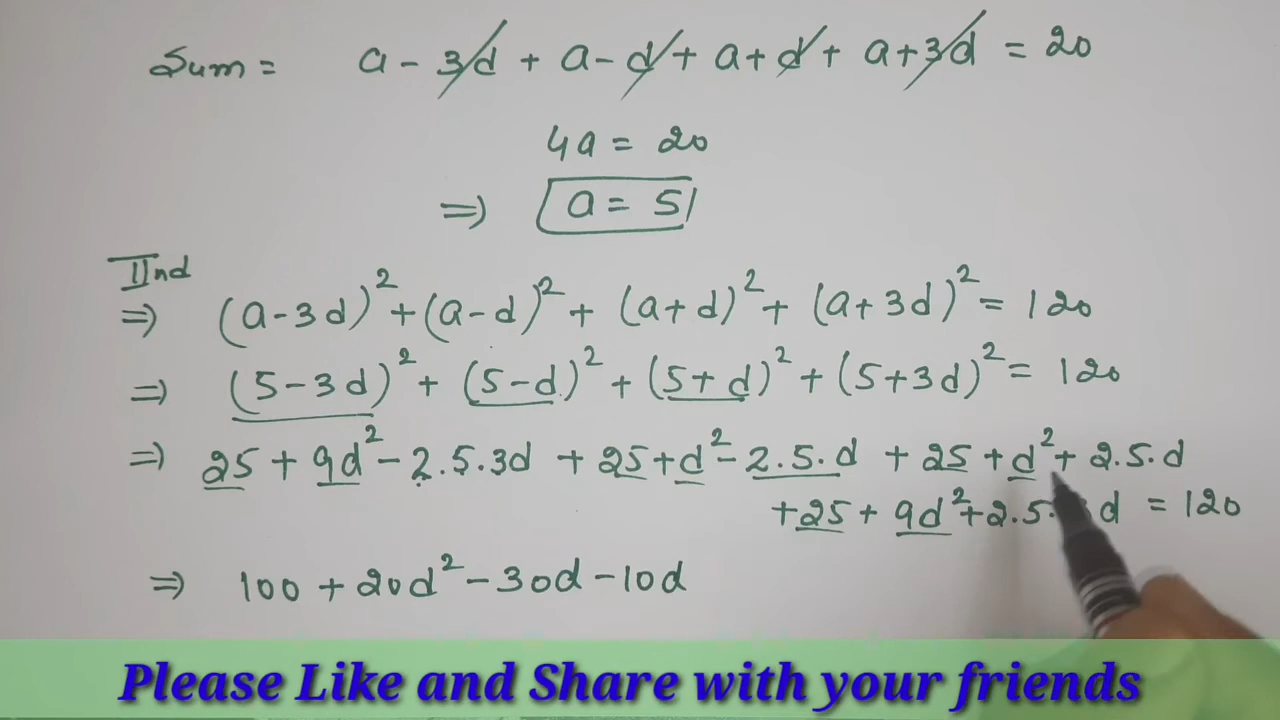 Sum = a - 3d + a - d + a + d + a + 3d = 20
4a = 20
⇒ a = 5
IInd
⇒ (a - 3d)² + (a - d)² + (a + d)² + (a + 3d)² = 120
⇒ (5 - 3d)² + (5 - d)² + (5 + d)² + (5 + 3d)² = 120
⇒ 25 + 9d² - 2.5.3d + 25 + d² - 2.5.d + 25 + d² + 2.5.d
+ 25 + 9d² + 2.5. d = 120
⇒ 100 + 20d² - 30d - 10d
Please Like and Share with your friends